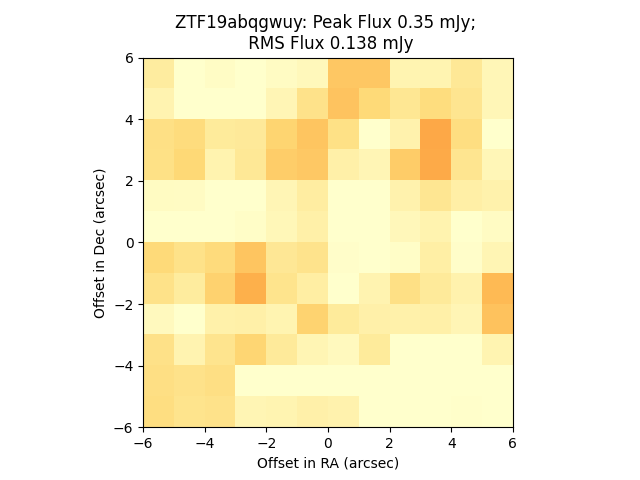 ZTF19abqgwuy: Peak Flux 0.35 mJy;
RMS Flux 0.138 mJy
6
4
2
0
−2
−4
−6
Offset in Dec (arcsec)
−6 −4 −2 0 2 4 6
Offset in RA (arcsec)